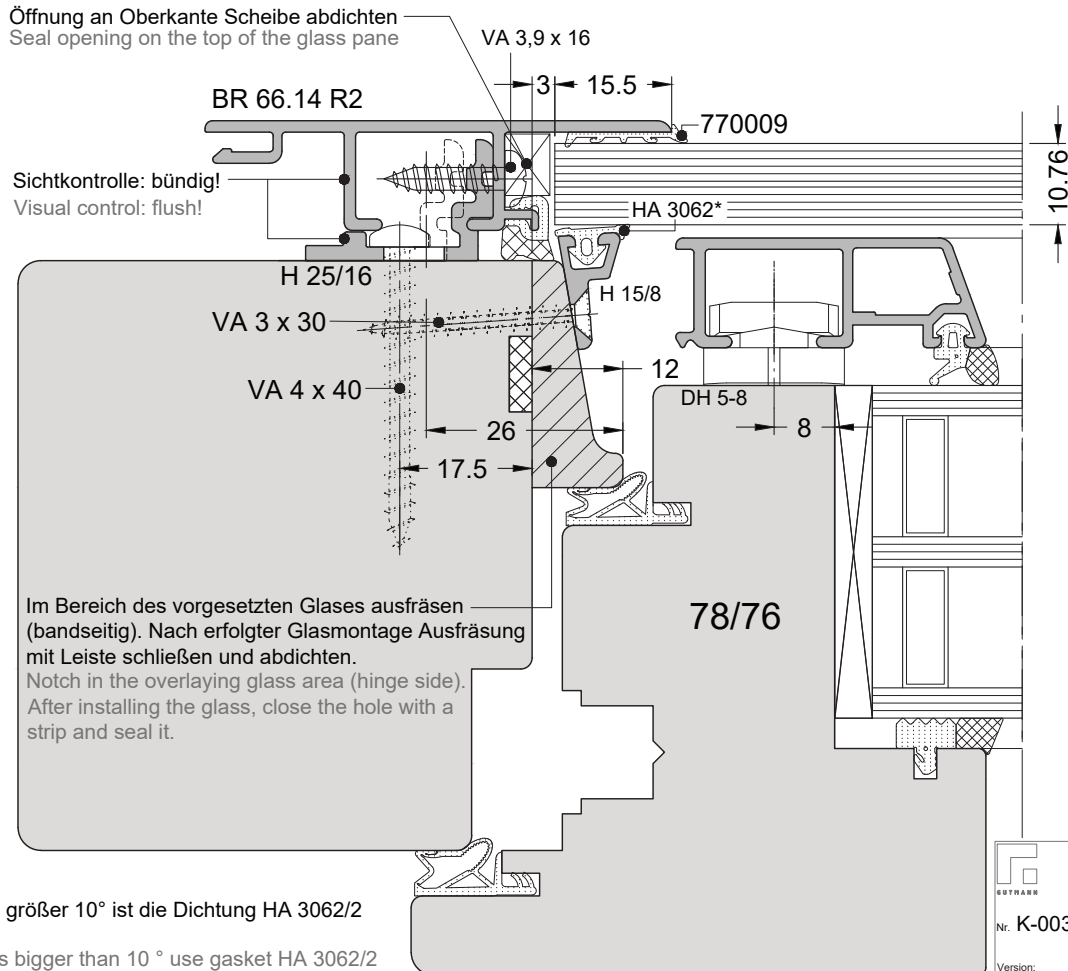 Öffnung an Oberkante Scheibe abdichten
Seal opening on the top of the glass pane
VA 3,9 x 16
3
15.5
BR 66.14 R2
770009
10.76
Sichtkontrolle: bündig!
Visual control: flush!
HA 3062*
H 25/16
H 15/8
VA 3 x 30
12
VA 4 x 40
DH 5-8
26
8
17.5
Im Bereich des vorgesetzten Glases ausfräsen
(bandseitig). Nach erfolgter Glasmontage Ausfräsung
mit Leiste schließen und abdichten.
Notch in the overlaying glass area (hinge side).
After installing the glass, close the hole with a
strip and seal it.
78/76
GUTMANN
Nr. K-003
Version:
größer 10° ist die Dichtung HA 3062/2
s bigger than 10 ° use gasket HA 3062/2